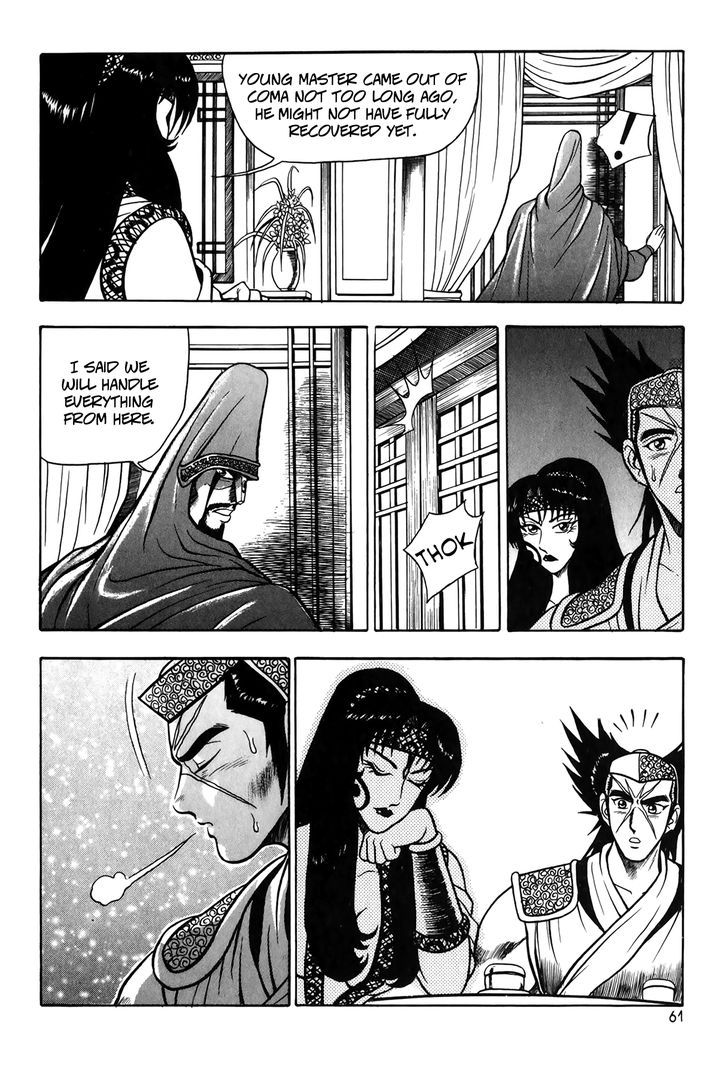 YOUNG MASTER CAME OUT OF
COMA NOT TOO LONG AGO,
HE MIGHT NOT HAVE FULLY
RECOVERED YET.
!
I SAID WE
WILL HANDLE
EVERYTHING
FROM HERE.
THOK
61